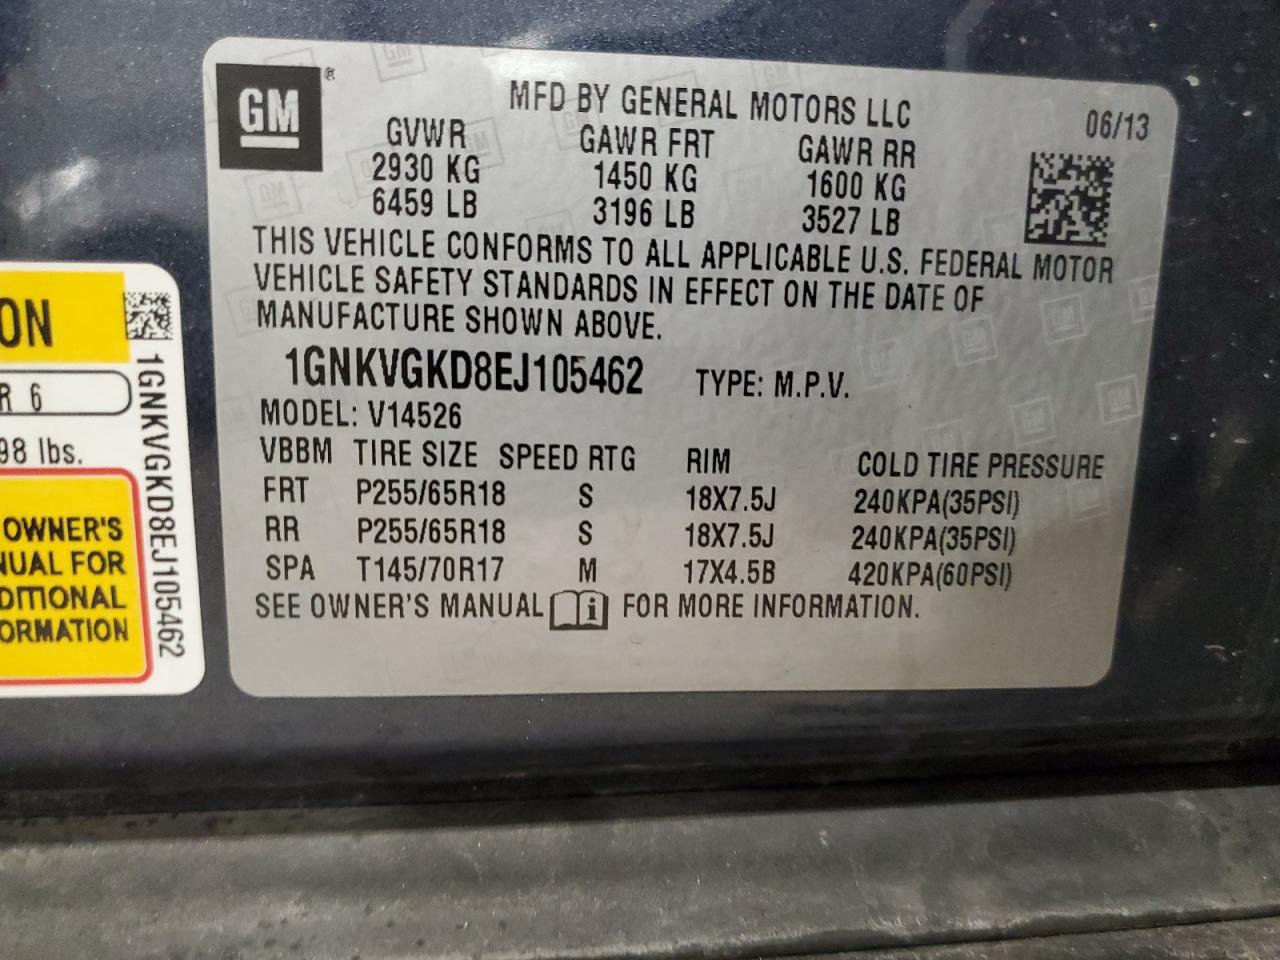 GM ®
MFD BY GENERAL MOTORS LLC
06/13
GVWR GAWR FRT GAWR RR
2930 KG 1450 KG 1600 KG
6459 LB 3196 LB 3527 LB
THIS VEHICLE CONFORMS TO ALL APPLICABLE U.S. FEDERAL MOTOR
VEHICLE SAFETY STANDARDS IN EFFECT ON THE DATE OF
MANUFACTURE SHOWN ABOVE.
1GNKVGKD8EJ105462 TYPE: M.P.V.
MODEL: V14526
VBBM TIRE SIZE SPEED RTG RIM COLD TIRE PRESSURE
FRT P255/65R18 S 18X7.5J 240KPA(35PSI)
RR P255/65R18 S 18X7.5J 240KPA(35PSI)
SPA T145/70R17 M 17X4.5B 420KPA(60PSI)
SEE OWNER'S MANUAL i FOR MORE INFORMATION.
ON
R 6
98 lbs.
OWNER'S
NUAL FOR
DITIONAL
ORMATION
1GNKVGKD8EJ105462